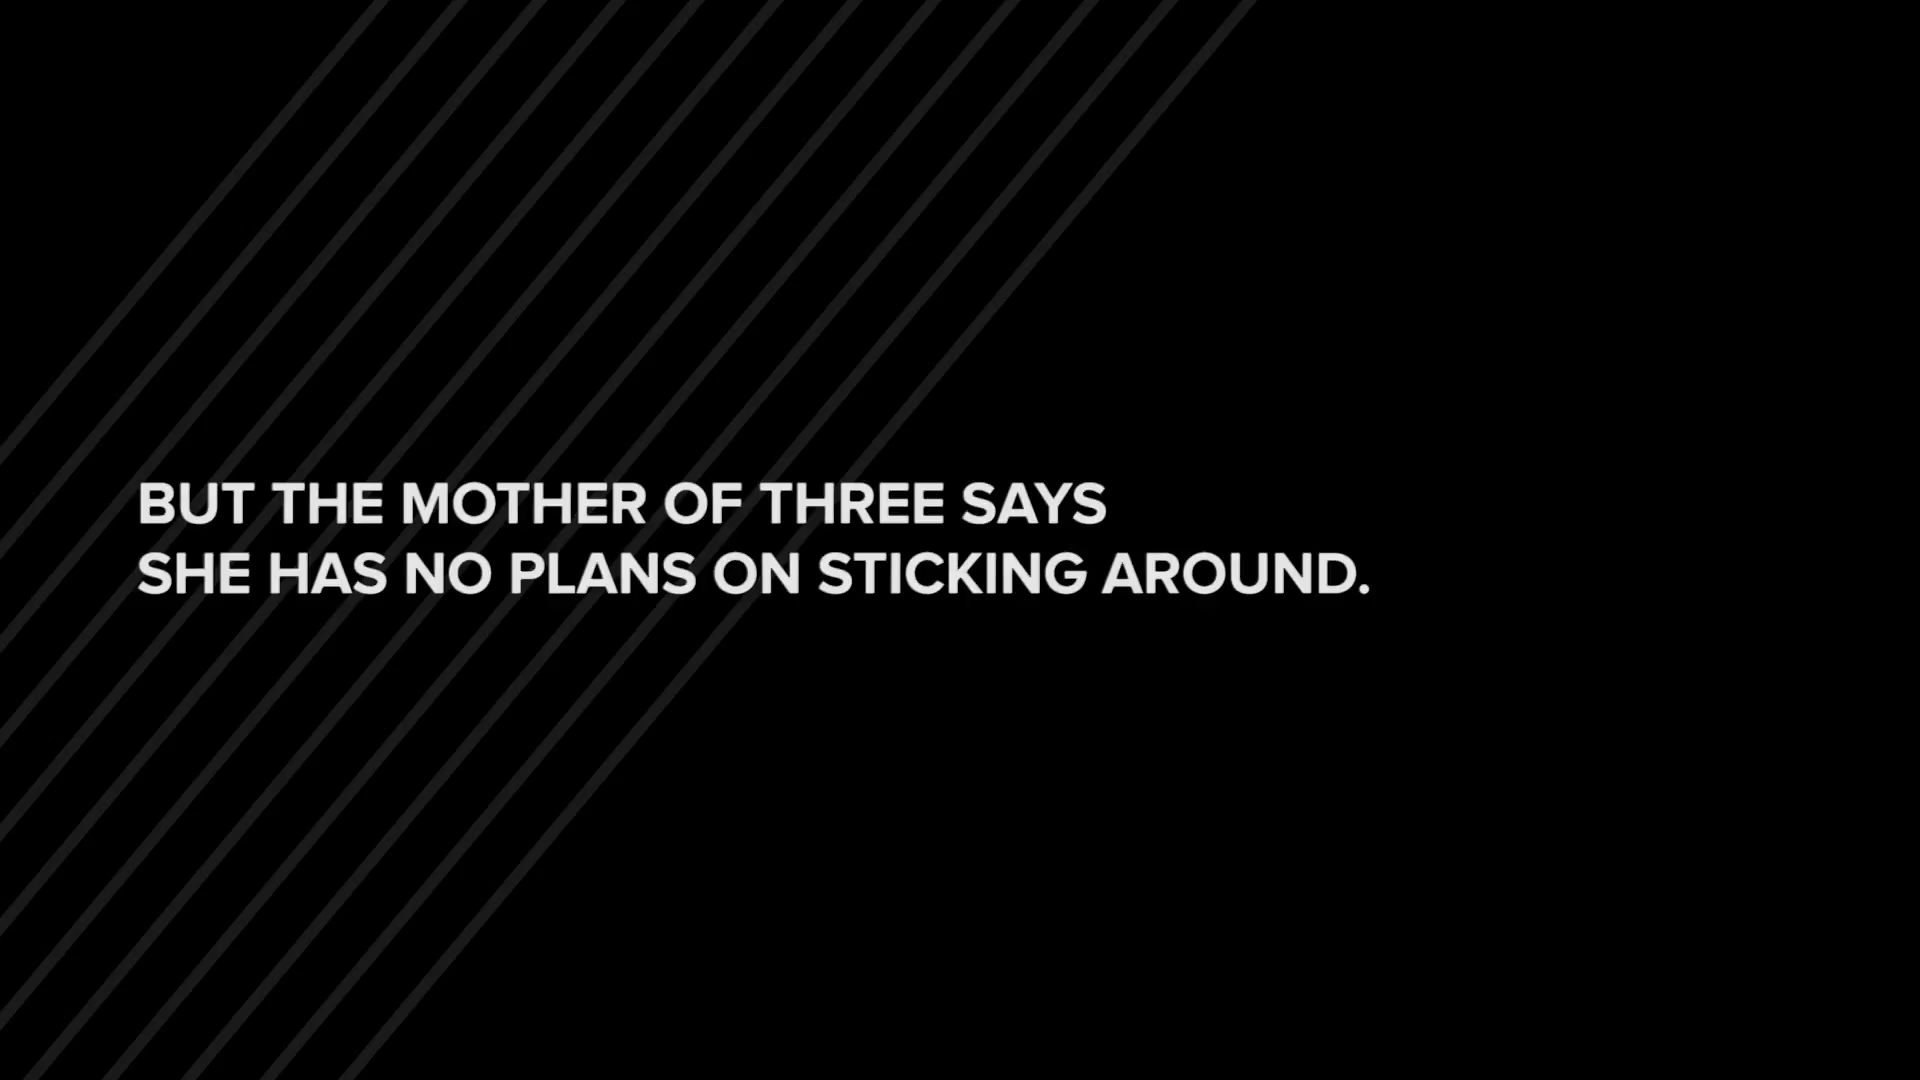 BUT THE MOTHER OF THREE SAYS
SHE HAS NO PLANS ON STICKING AROUND.